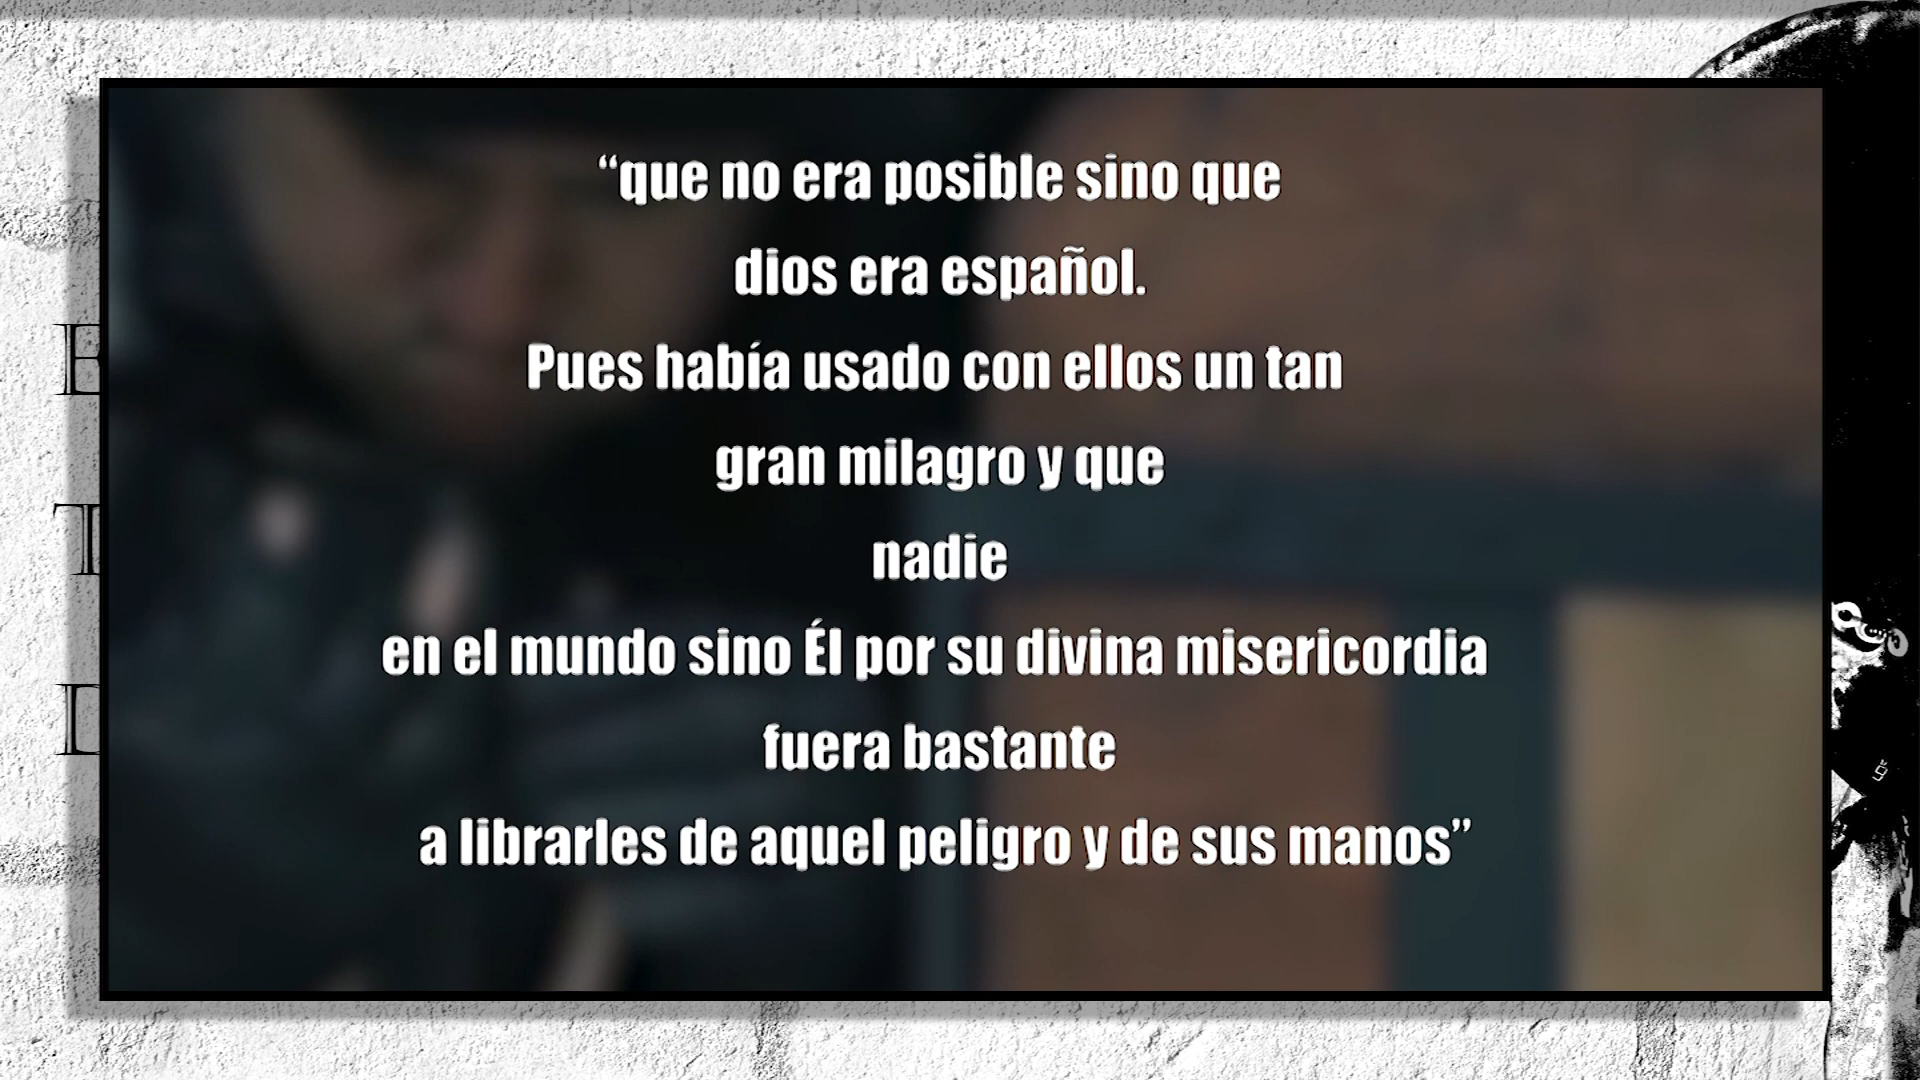 “que no era posible sino que
dios era español.
Pues había usado con ellos un tan
gran milagro y que
nadie
en el mundo sino Él por su divina misericordia
fuera bastante
a librarles de aquel peligro y de sus manos”